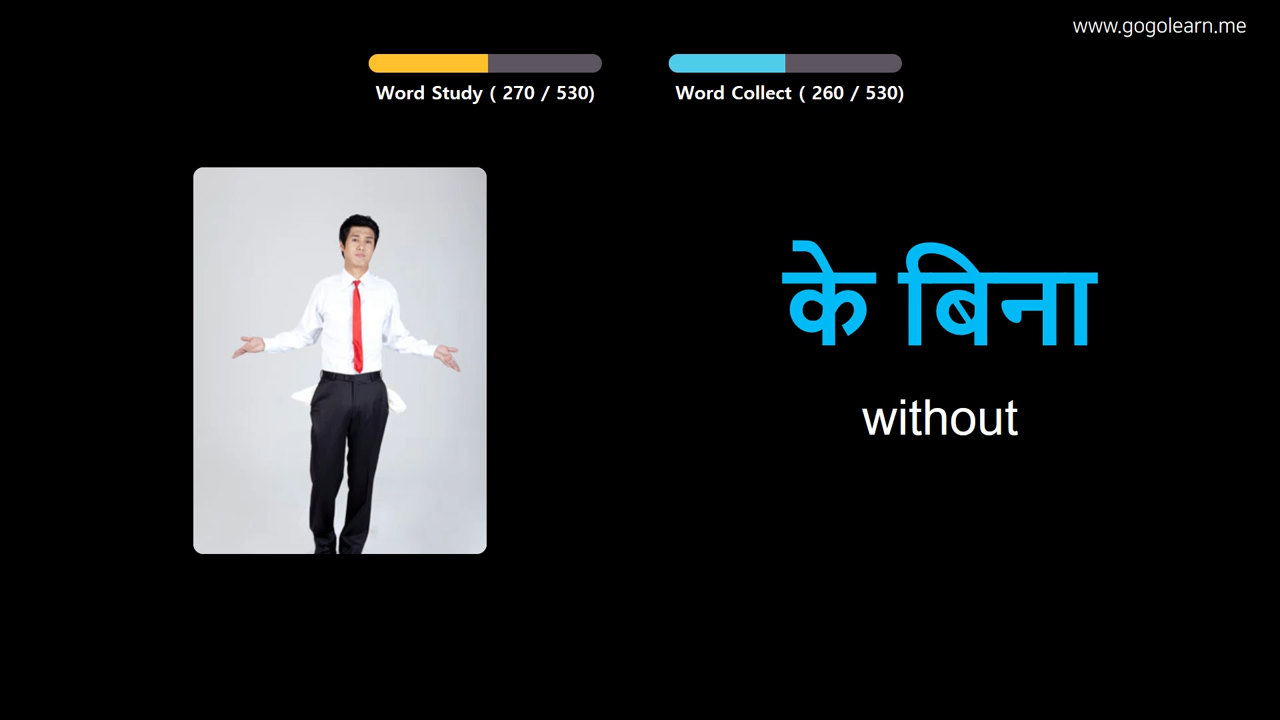 www.gogolearn.me
Word Study ( 270 / 530)
Word Collect ( 260 / 530)
के बिना
without